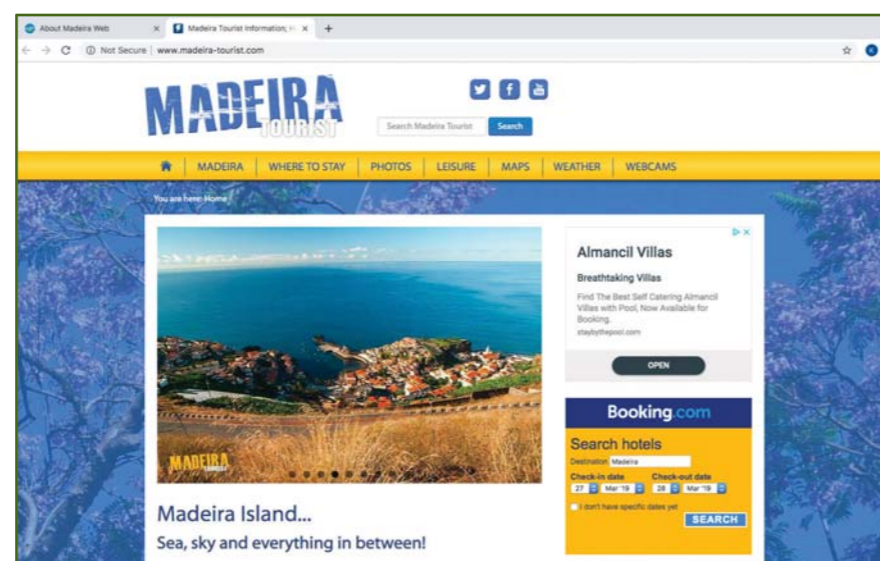 About Madeira Web
Madeira Tourist Information, H
Not Secure | www.madeira-tourist.com
MADEIRA
TOURIST
Search Madeira Tourist
Search
MADEIRA
WHERE TO STAY
PHOTOS
LEISURE
MAPS
WEATHER
WEBCAMS
You are here: Home
Almancil Villas
Breathtaking Villas
Find The Best Self Catering Almancil
Villas with Pool, Now Available for
Booking.
staybythepool.com
OPEN
MADEIRA
TOURIST
Booking.com
Search hotels
Destination Madeira
Check-in date Check-out date
27 Mar '19 28 Mar '19
I don't have specific dates yet
SEARCH
Madeira Island...
Sea, sky and everything in between!